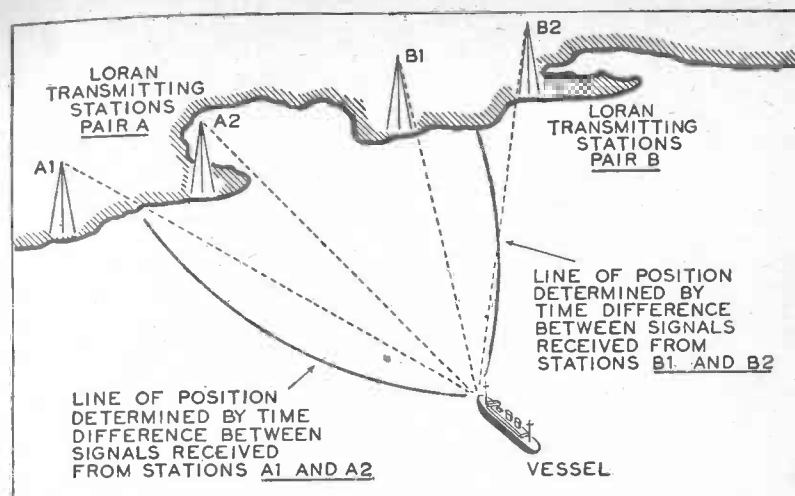 B2
B1
LORAN
TRANSMITTING
STATIONS
PAIR A
A2
LORAN
TRANSMITTING
STATIONS
PAIR B
A1
LINE OF POSITION
DETERMINED BY
TIME DIFFERENCE
BETWEEN SIGNALS
RECEIVED FROM
STATIONS B1 AND B2
LINE OF POSITION
DETERMINED BY TIME
DIFFERENCE BETWEEN
SIGNALS RECEIVED
FROM STATIONS A1 AND A2
VESSEL